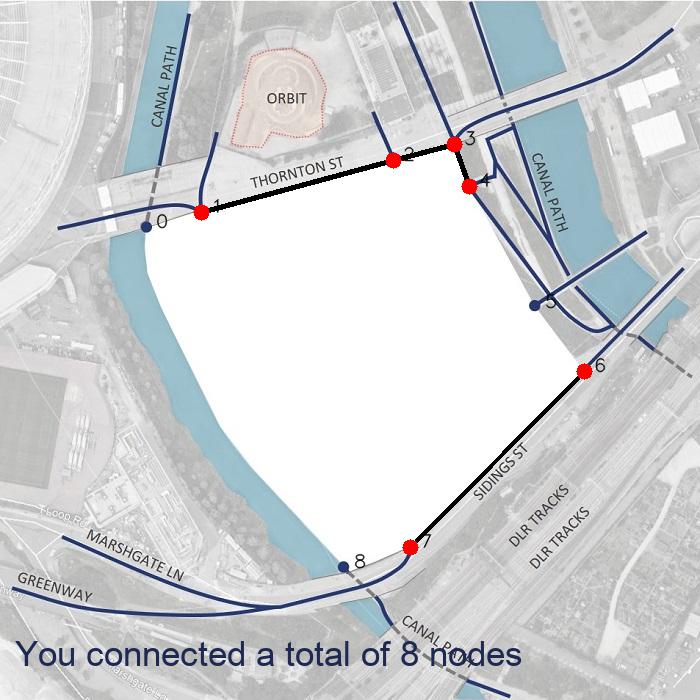 CANAL PATH
ORBIT
3
2
THORNTON ST
CANAL PATH
4
1
0
5
6
SIDINGS ST
DLR TRACKS
DLR TRACKS
7
8
MARSHGATE LN
GREENWAY
CANAL PATH
You connected a total of 8 nodes